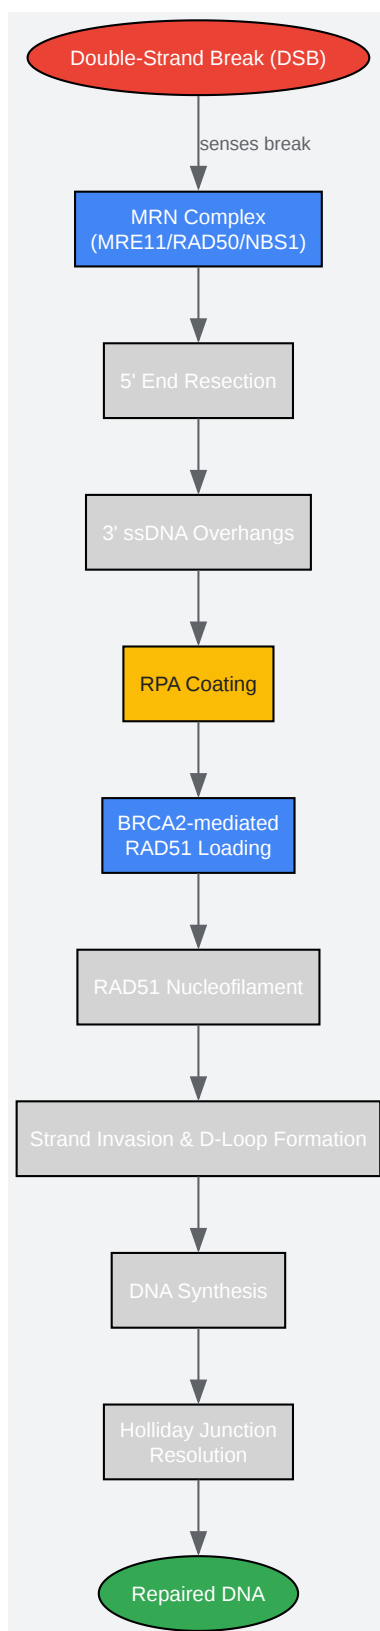 Double-Strand Break (DSB)
senses break
MRN Complex
(MRE11/RAD50/NBS1)
5' End Resection
3' ssDNA Overhangs
RPA Coating
BRCA2-mediated
RAD51 Loading
RAD51 Nucleofilament
Strand Invasion & D-Loop Formation
DNA Synthesis
Holliday Junction
Resolution
Repaired DNA